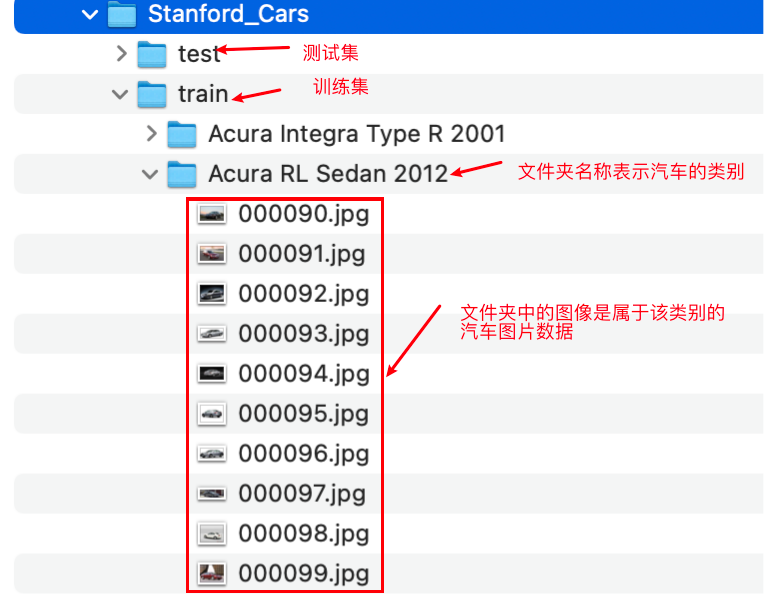 Stanford_Cars
test 测试集
train 训练集
Acura Integra Type R 2001
Acura RL Sedan 2012 文件夹名称表示汽车的类别
000090.jpg
000091.jpg
000092.jpg
000093.jpg
文件夹中的图像是属于该类别的
汽车图片数据
000094.jpg
000095.jpg
000096.jpg
000097.jpg
000098.jpg
000099.jpg